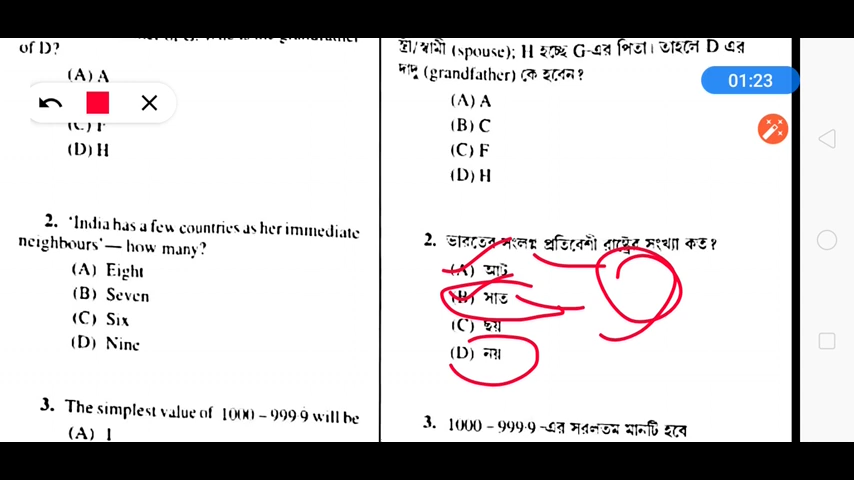 of D?
(A) A
(D) H
2. 'India has a few countries as her immediate
neighbours'— how many?
(A) Eight
(B) Seven
(C) Six
(D) Nine
3. The simplest value of 1000 – 999·9 will be
(A) 1
স্ত্রী/স্বামী (spouse); H হচ্ছে G-এর পিতা। তাহলে D এর
দাদু (grandfather) কে হবেন?
(A) A
(B) C
(C) F
(D) H
2. ভারতের সংলগ্ন প্রতিবেশী রাষ্ট্রের সংখ্যা কত?
(A) আট
(B) সাত
(C) ছয়
(D) নয়
3. 1000 – 999·9 -এর সরলতম মানটি হবে
01:23